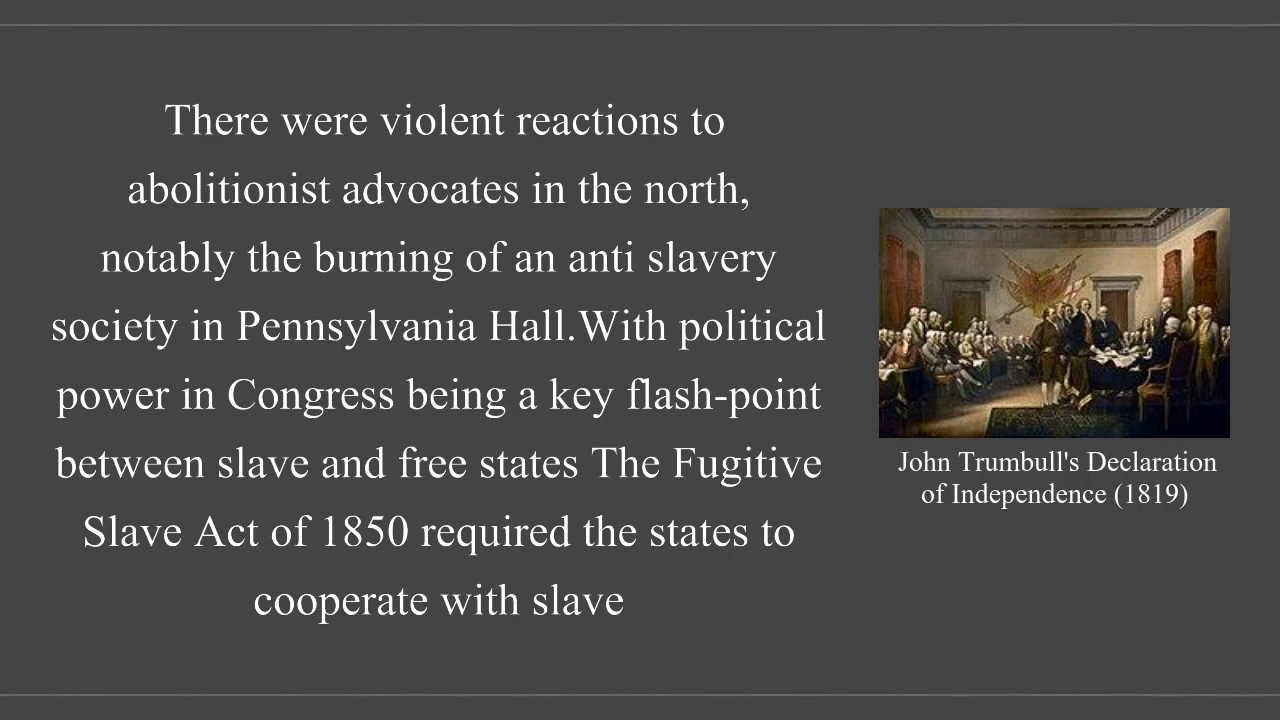 There were violent reactions to
abolitionist advocates in the north,
notably the burning of an anti slavery
society in Pennsylvania Hall.With political
power in Congress being a key flash-point
between slave and free states The Fugitive
Slave Act of 1850 required the states to
cooperate with slave
John Trumbull's Declaration
of Independence (1819)